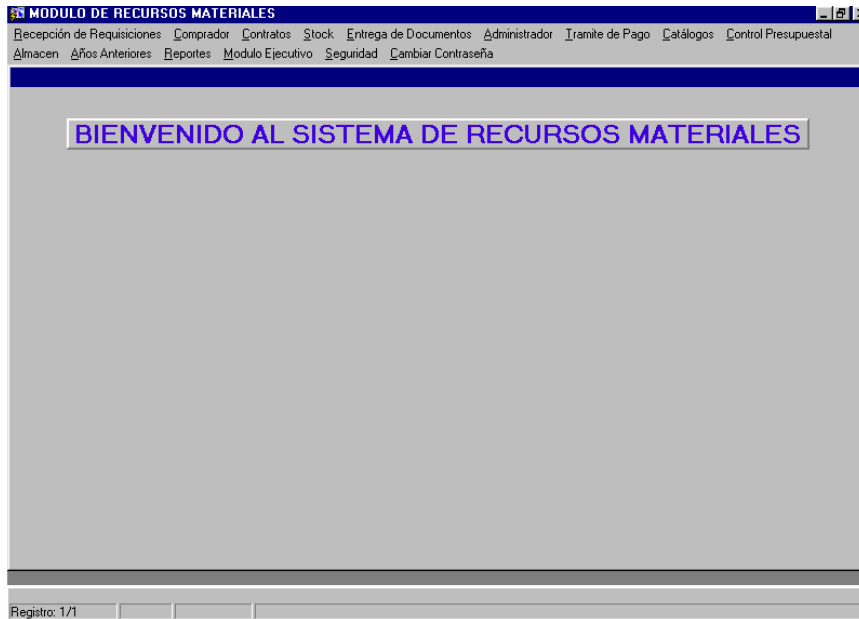 MODULO DE RECURSOS MATERIALES
Recepción de Requisiciones Comprador Contratos Stock Entrega de Documentos Administrador Tramite de Pago Catálogos Control Presupuestal
Almacen Años Anteriores Reportes Modulo Ejecutivo Seguridad Cambiar Contraseña
BIENVENIDO AL SISTEMA DE RECURSOS MATERIALES
Registro: 1/1